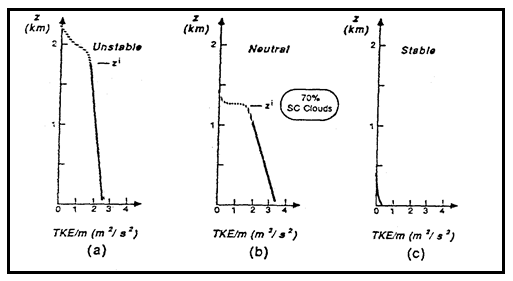 z
(km)
2
1
Unstable
zⁱ
0 1 2 3 4
TKE/m (m²/ s²)
(a)
z
(km)
2
1
Neutral
zⁱ
70%
SC Clouds
0 1 2 3 4
TKE/m (m²/ s²)
(b)
z
(km)
2
1
Stable
0 1 2 3 4
TKE/m (m²/ s²)
(c)